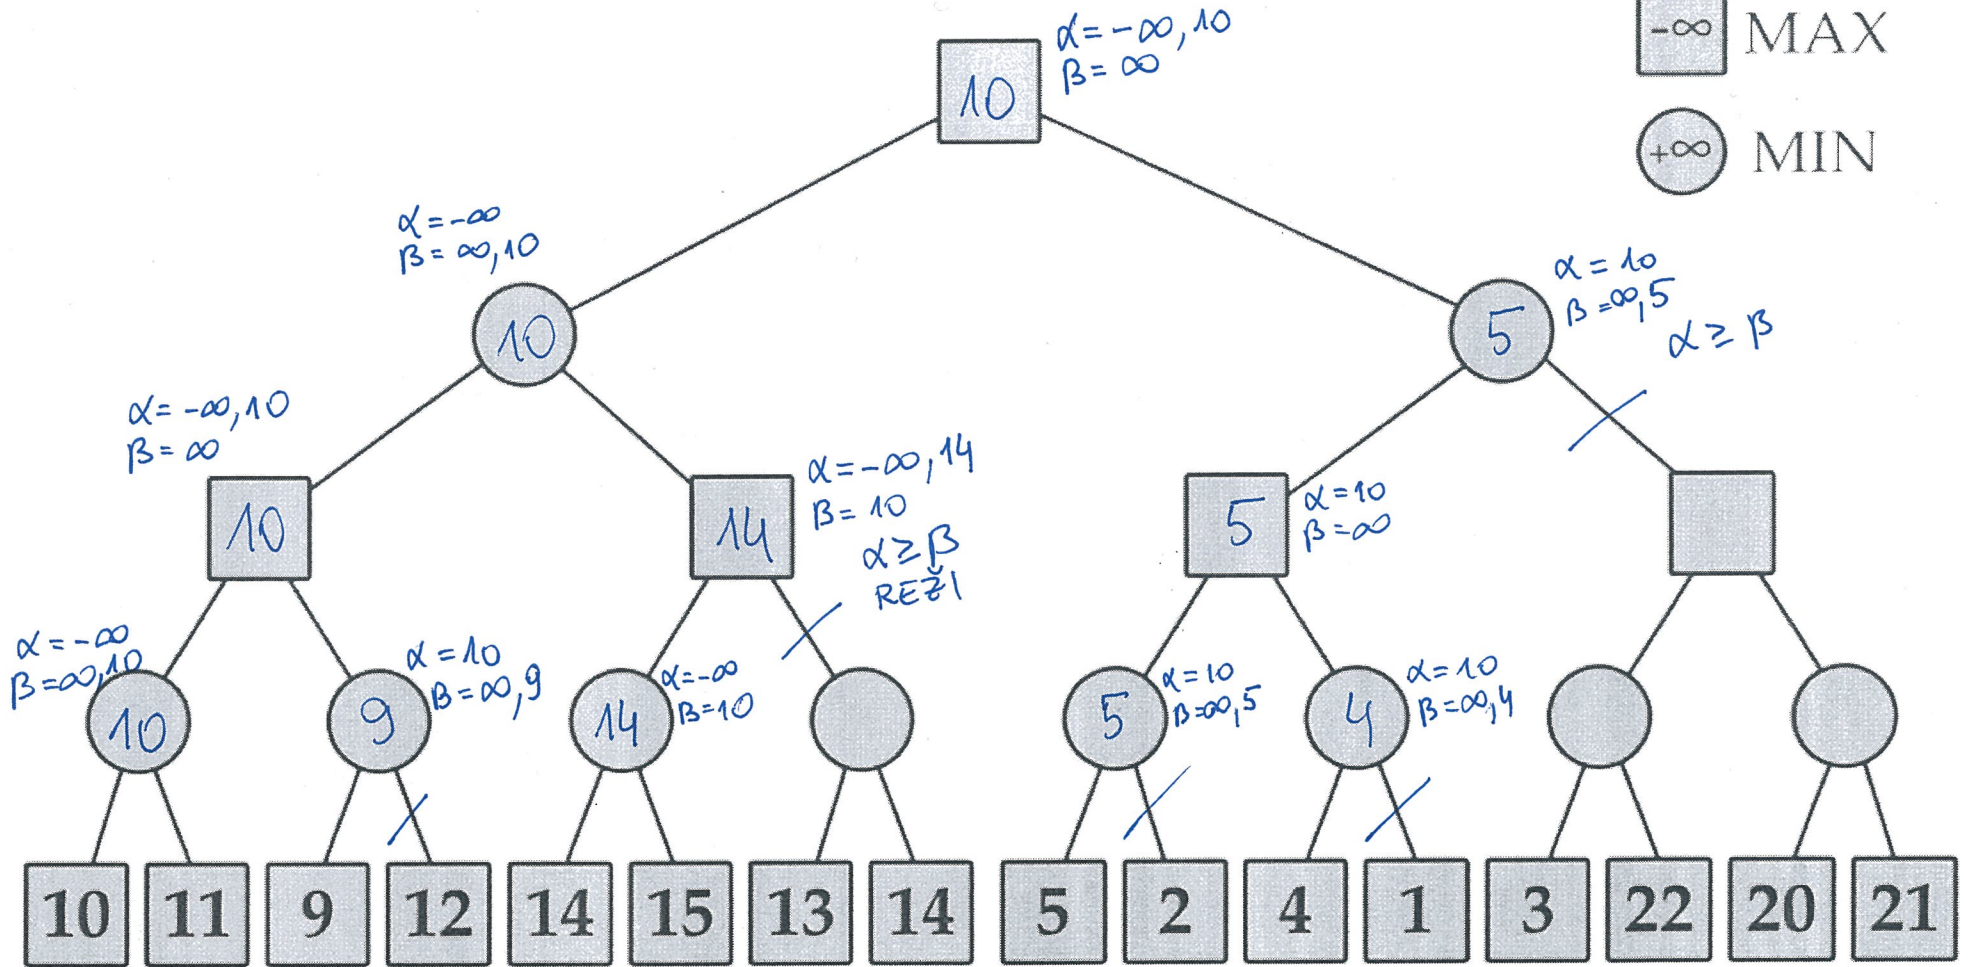 -∞ MAX
+∞ MIN
α = -∞, 10
β = ∞
10
α = -∞
β = ∞, 10
10
α = 10
β = ∞, 5
α ≥ β
5
α = -∞, 10
β = ∞
10
α = -∞, 14
β = 10
α ≥ β
REŽI
14
α = 10
β = ∞
5
α = -∞
β = ∞, 10
10
α = 10
β = ∞, 9
9
α = -∞
β = 10
14
α = 10
β = ∞, 5
5
α = 10
β = ∞, 4
4
10 11 9 12 14 15 13 14 5 2 4 1 3 22 20 21